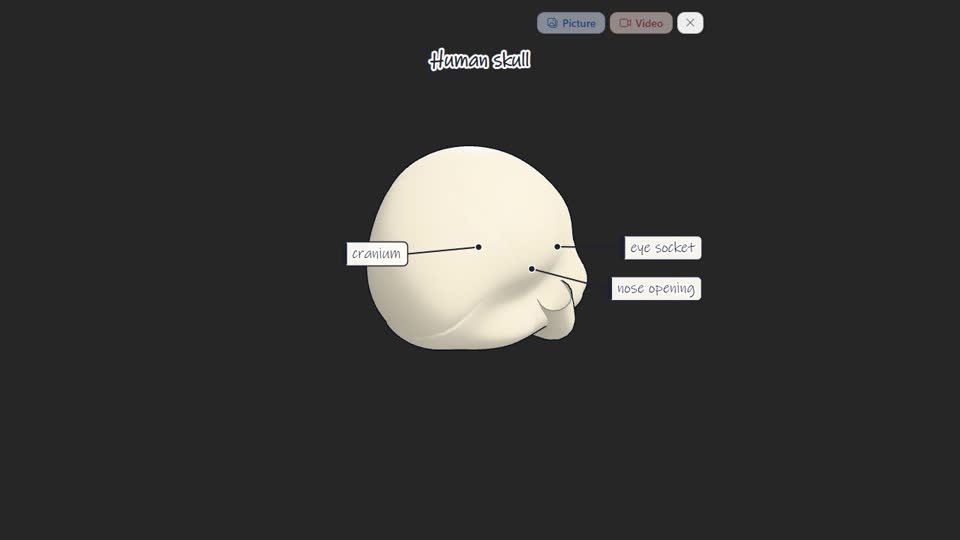 Picture
Video
Human skull
cranium
eye socket
nose opening